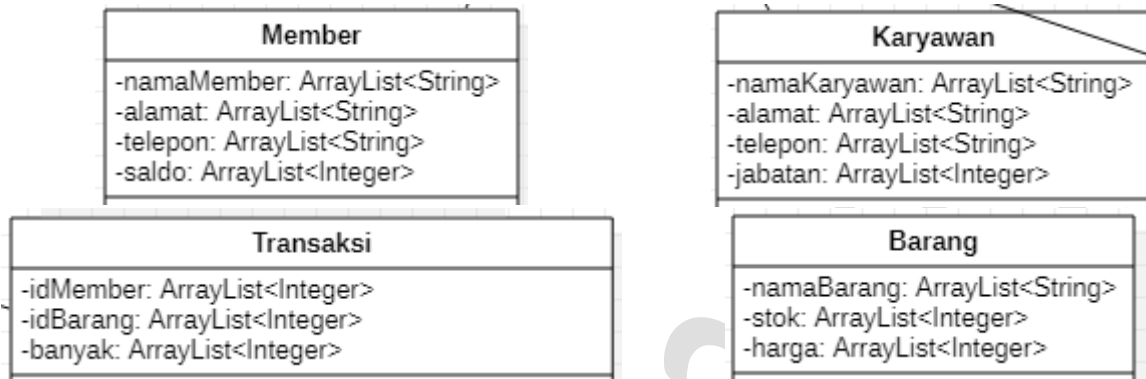 Member
-namaMember: ArrayList<String>
-alamat: ArrayList<String>
-telepon: ArrayList<String>
-saldo: ArrayList<Integer>
Karyawan
-namaKaryawan: ArrayList<String>
-alamat: ArrayList<String>
-telepon: ArrayList<String>
-jabatan: ArrayList<Integer>
Transaksi
-idMember: ArrayList<Integer>
-idBarang: ArrayList<Integer>
-banyak: ArrayList<Integer>
Barang
-namaBarang: ArrayList<String>
-stok: ArrayList<Integer>
-harga: ArrayList<Integer>